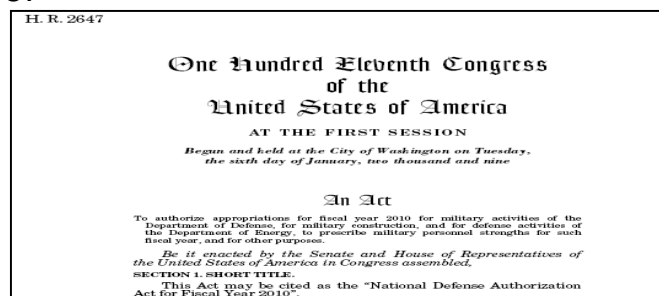 H. R. 2647
One Hundred Eleventh Congress
of the
United States of America
AT THE FIRST SESSION
Begun and held at the City of Washington on Tuesday,
the sixth day of January, two thousand and nine
An Act
To authorize appropriations for fiscal year 2010 for military activities of the
Department of Defense, for military construction, and for defense activities of
the Department of Energy, to prescribe military personnel strengths for such
fiscal year, and for other purposes.
Be it enacted by the Senate and House of Representatives of
the United States of America in Congress assembled,
SECTION 1. SHORT TITLE.
This Act may be cited as the “National Defense Authorization
Act for Fiscal Year 2010”.